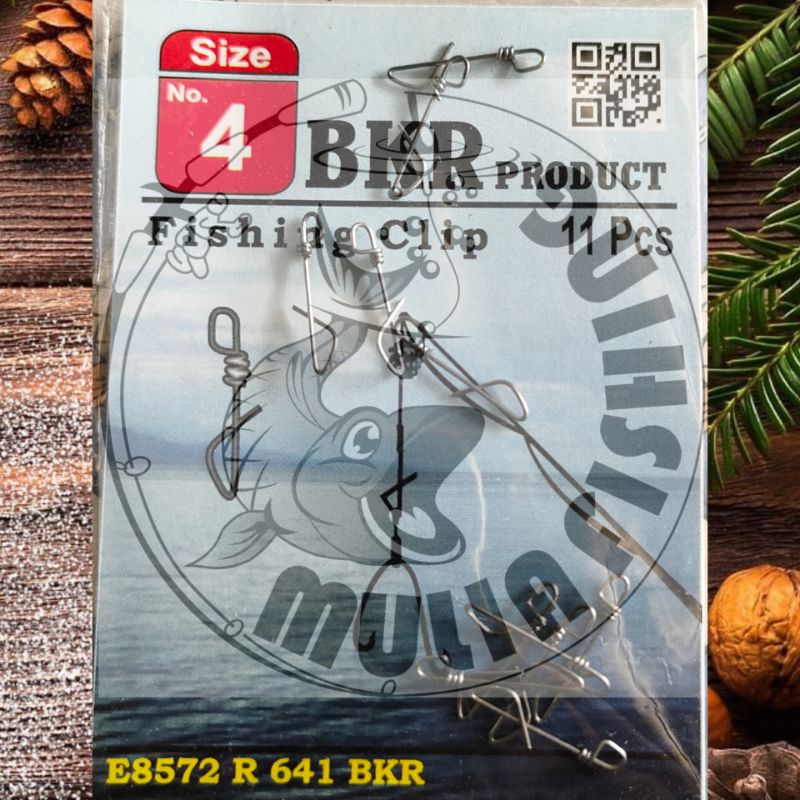 Size
No.
4
BKR PRODUCT
Fishing Clip 11 Pcs
MULIA FISHING
E8572 R 641 BKR